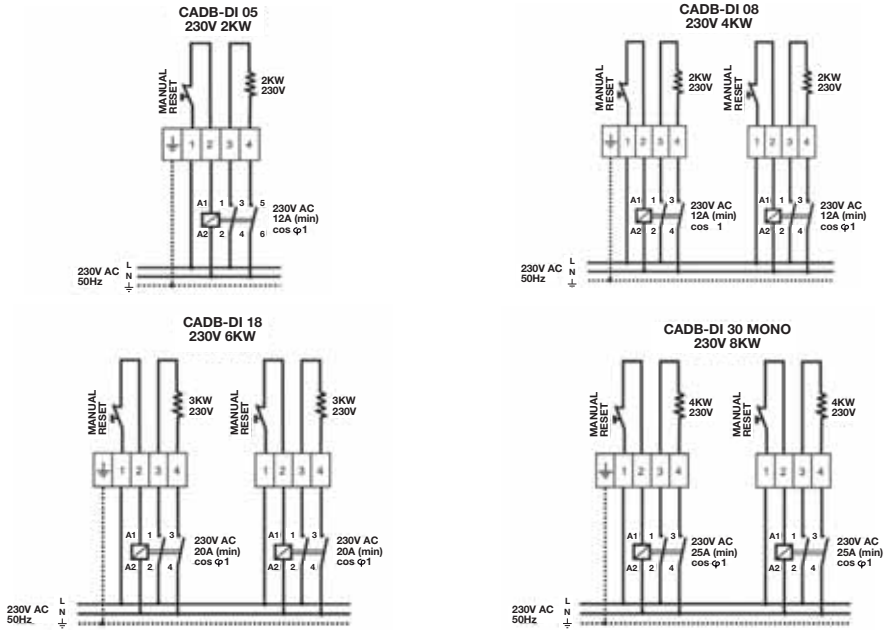 CADB-DI 05
230V 2KW
MANUAL
RESET
2KW
230V
1 2 3 4
A1 1 3 5
A2 2 4 6
230V AC
12A (min)
cos φ1
230V AC
50Hz
L
N
CADB-DI 08
230V 4KW
MANUAL
RESET
2KW
230V
MANUAL
RESET
2KW
230V
1 2 3 4
1 2 3 4
A1 1 3
A2 2 4
230V AC
12A (min)
cos 1
A1 1 3
A2 2 4
230V AC
12A (min)
cos φ1
230V AC
50Hz
L
N
CADB-DI 18
230V 6KW
MANUAL
RESET
3KW
230V
MANUAL
RESET
3KW
230V
1 2 3 4
1 2 3 4
A1 1 3
A2 2 4
230V AC
20A (min)
cos φ1
A1 1 3
A2 2 4
230V AC
20A (min)
cos φ1
230V AC
50Hz
L
N
CADB-DI 30 MONO
230V 8KW
MANUAL
RESET
4KW
230V
MANUAL
RESET
4KW
230V
1 2 3 4
1 2 3 4
A1 1 3
A2 2 4
230V AC
25A (min)
cos φ1
A1 1 3
A2 2 4
230V AC
25A (min)
cos φ1
230V AC
50Hz
L
N